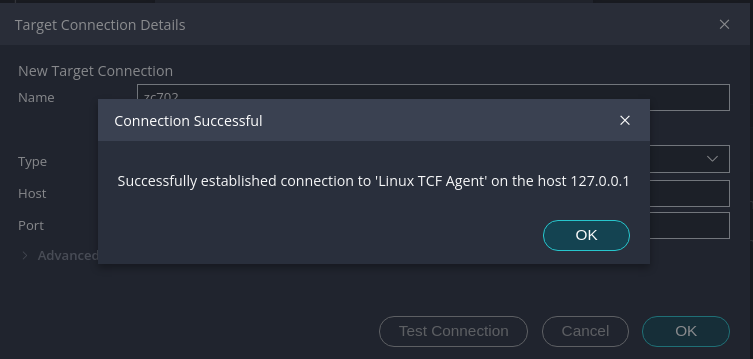 Target Connection Details
New Target Connection
Name
zc702
Connection Successful
Type
Successfully established connection to 'Linux TCF Agent' on the host 127.0.0.1
Host
Port
OK
Advanced
Test Connection
Cancel
OK